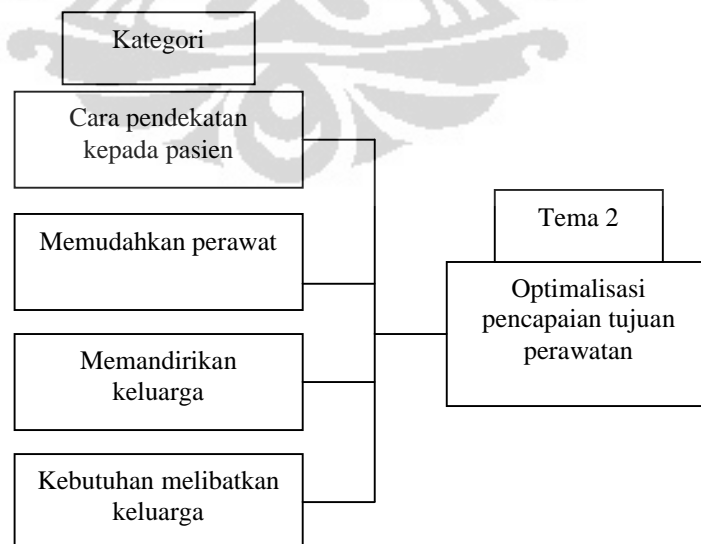 Kategori
Cara pendekatan
kepada pasien
Memudahkan perawat
Memandirikan
keluarga
Kebutuhan melibatkan
keluarga
Tema 2
Optimalisasi
pencapaian tujuan
perawatan